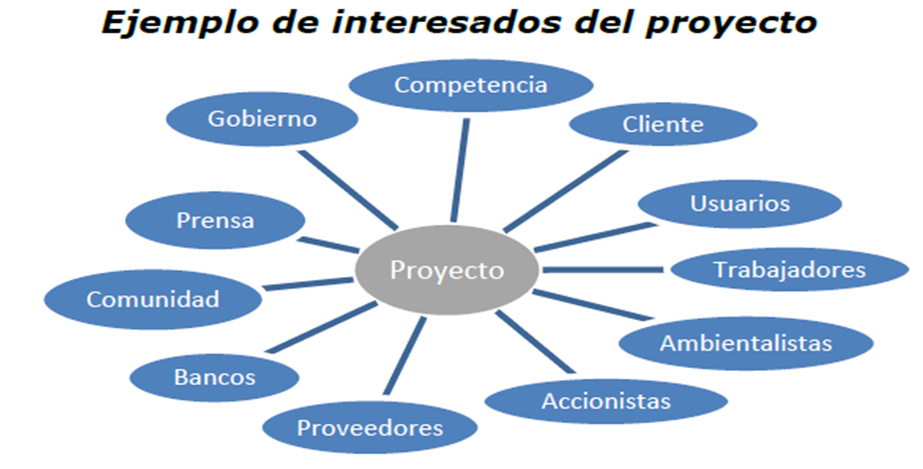 Ejemplo de interesados del proyecto
Competencia
Gobierno
Cliente
Prensa
Usuarios
Proyecto
Trabajadores
Comunidad
Ambientalistas
Bancos
Accionistas
Proveedores